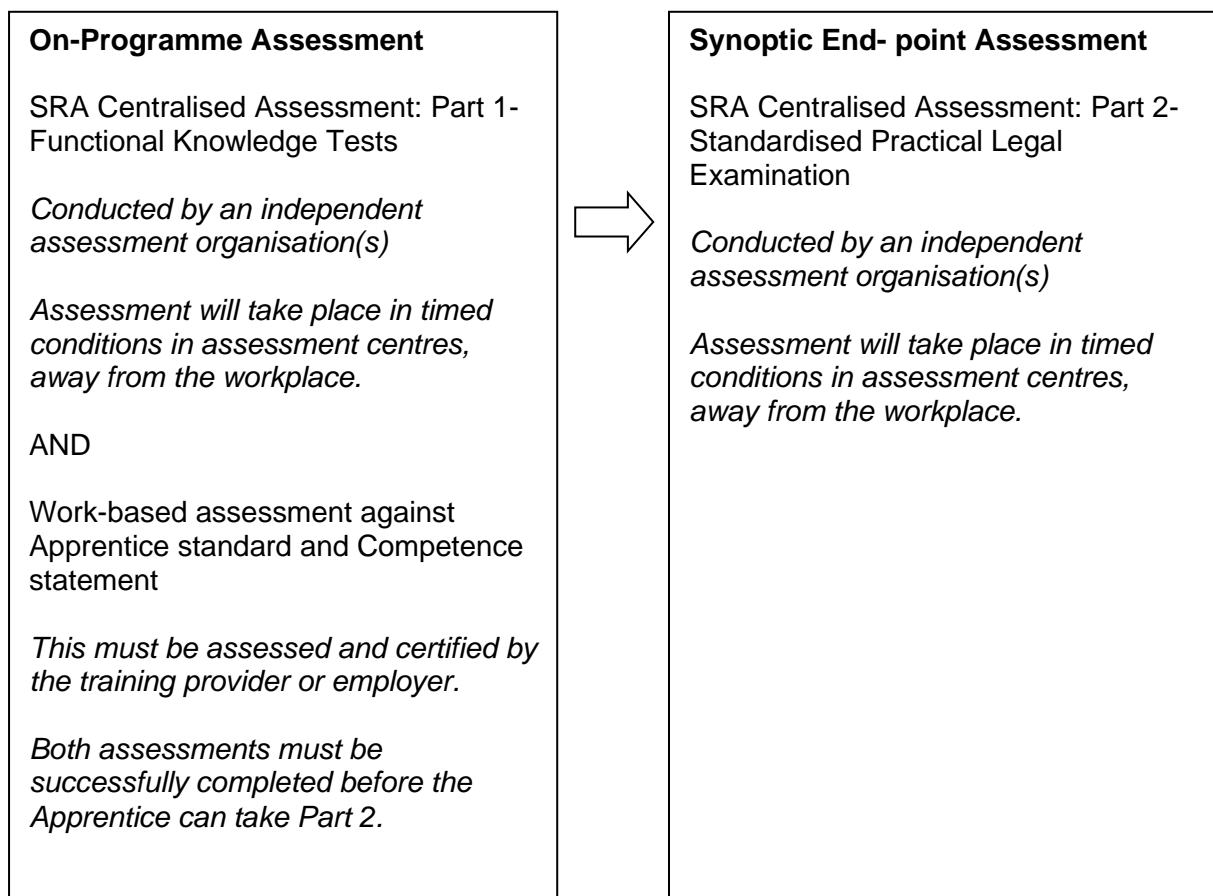 On-Programme Assessment
SRA Centralised Assessment: Part 1-
Functional Knowledge Tests
Conducted by an independent
assessment organisation(s)
Assessment will take place in timed
conditions in assessment centres,
away from the workplace.
AND
Work-based assessment against
Apprentice standard and Competence
statement
This must be assessed and certified by
the training provider or employer.
Both assessments must be
successfully completed before the
Apprentice can take Part 2.
Synoptic End- point Assessment
SRA Centralised Assessment: Part 2-
Standardised Practical Legal
Examination
Conducted by an independent
assessment organisation(s)
Assessment will take place in timed
conditions in assessment centres,
away from the workplace.